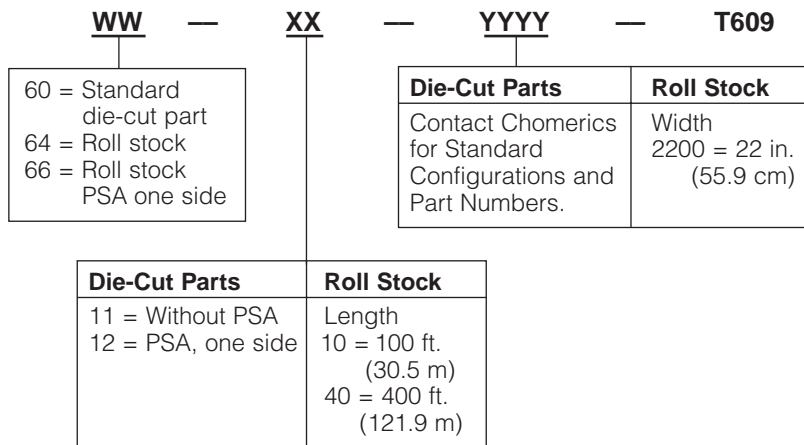 WW — XX — YYYY — T609
60 = Standard
die-cut part
64 = Roll stock
66 = Roll stock
PSA one side
Die-Cut Parts
Contact Chomerics
for Standard
Configurations and
Part Numbers.
Roll Stock
Width
2200 = 22 in.
(55.9 cm)
Die-Cut Parts
11 = Without PSA
12 = PSA, one side
Roll Stock
Length
10 = 100 ft.
(30.5 m)
40 = 400 ft.
(121.9 m)